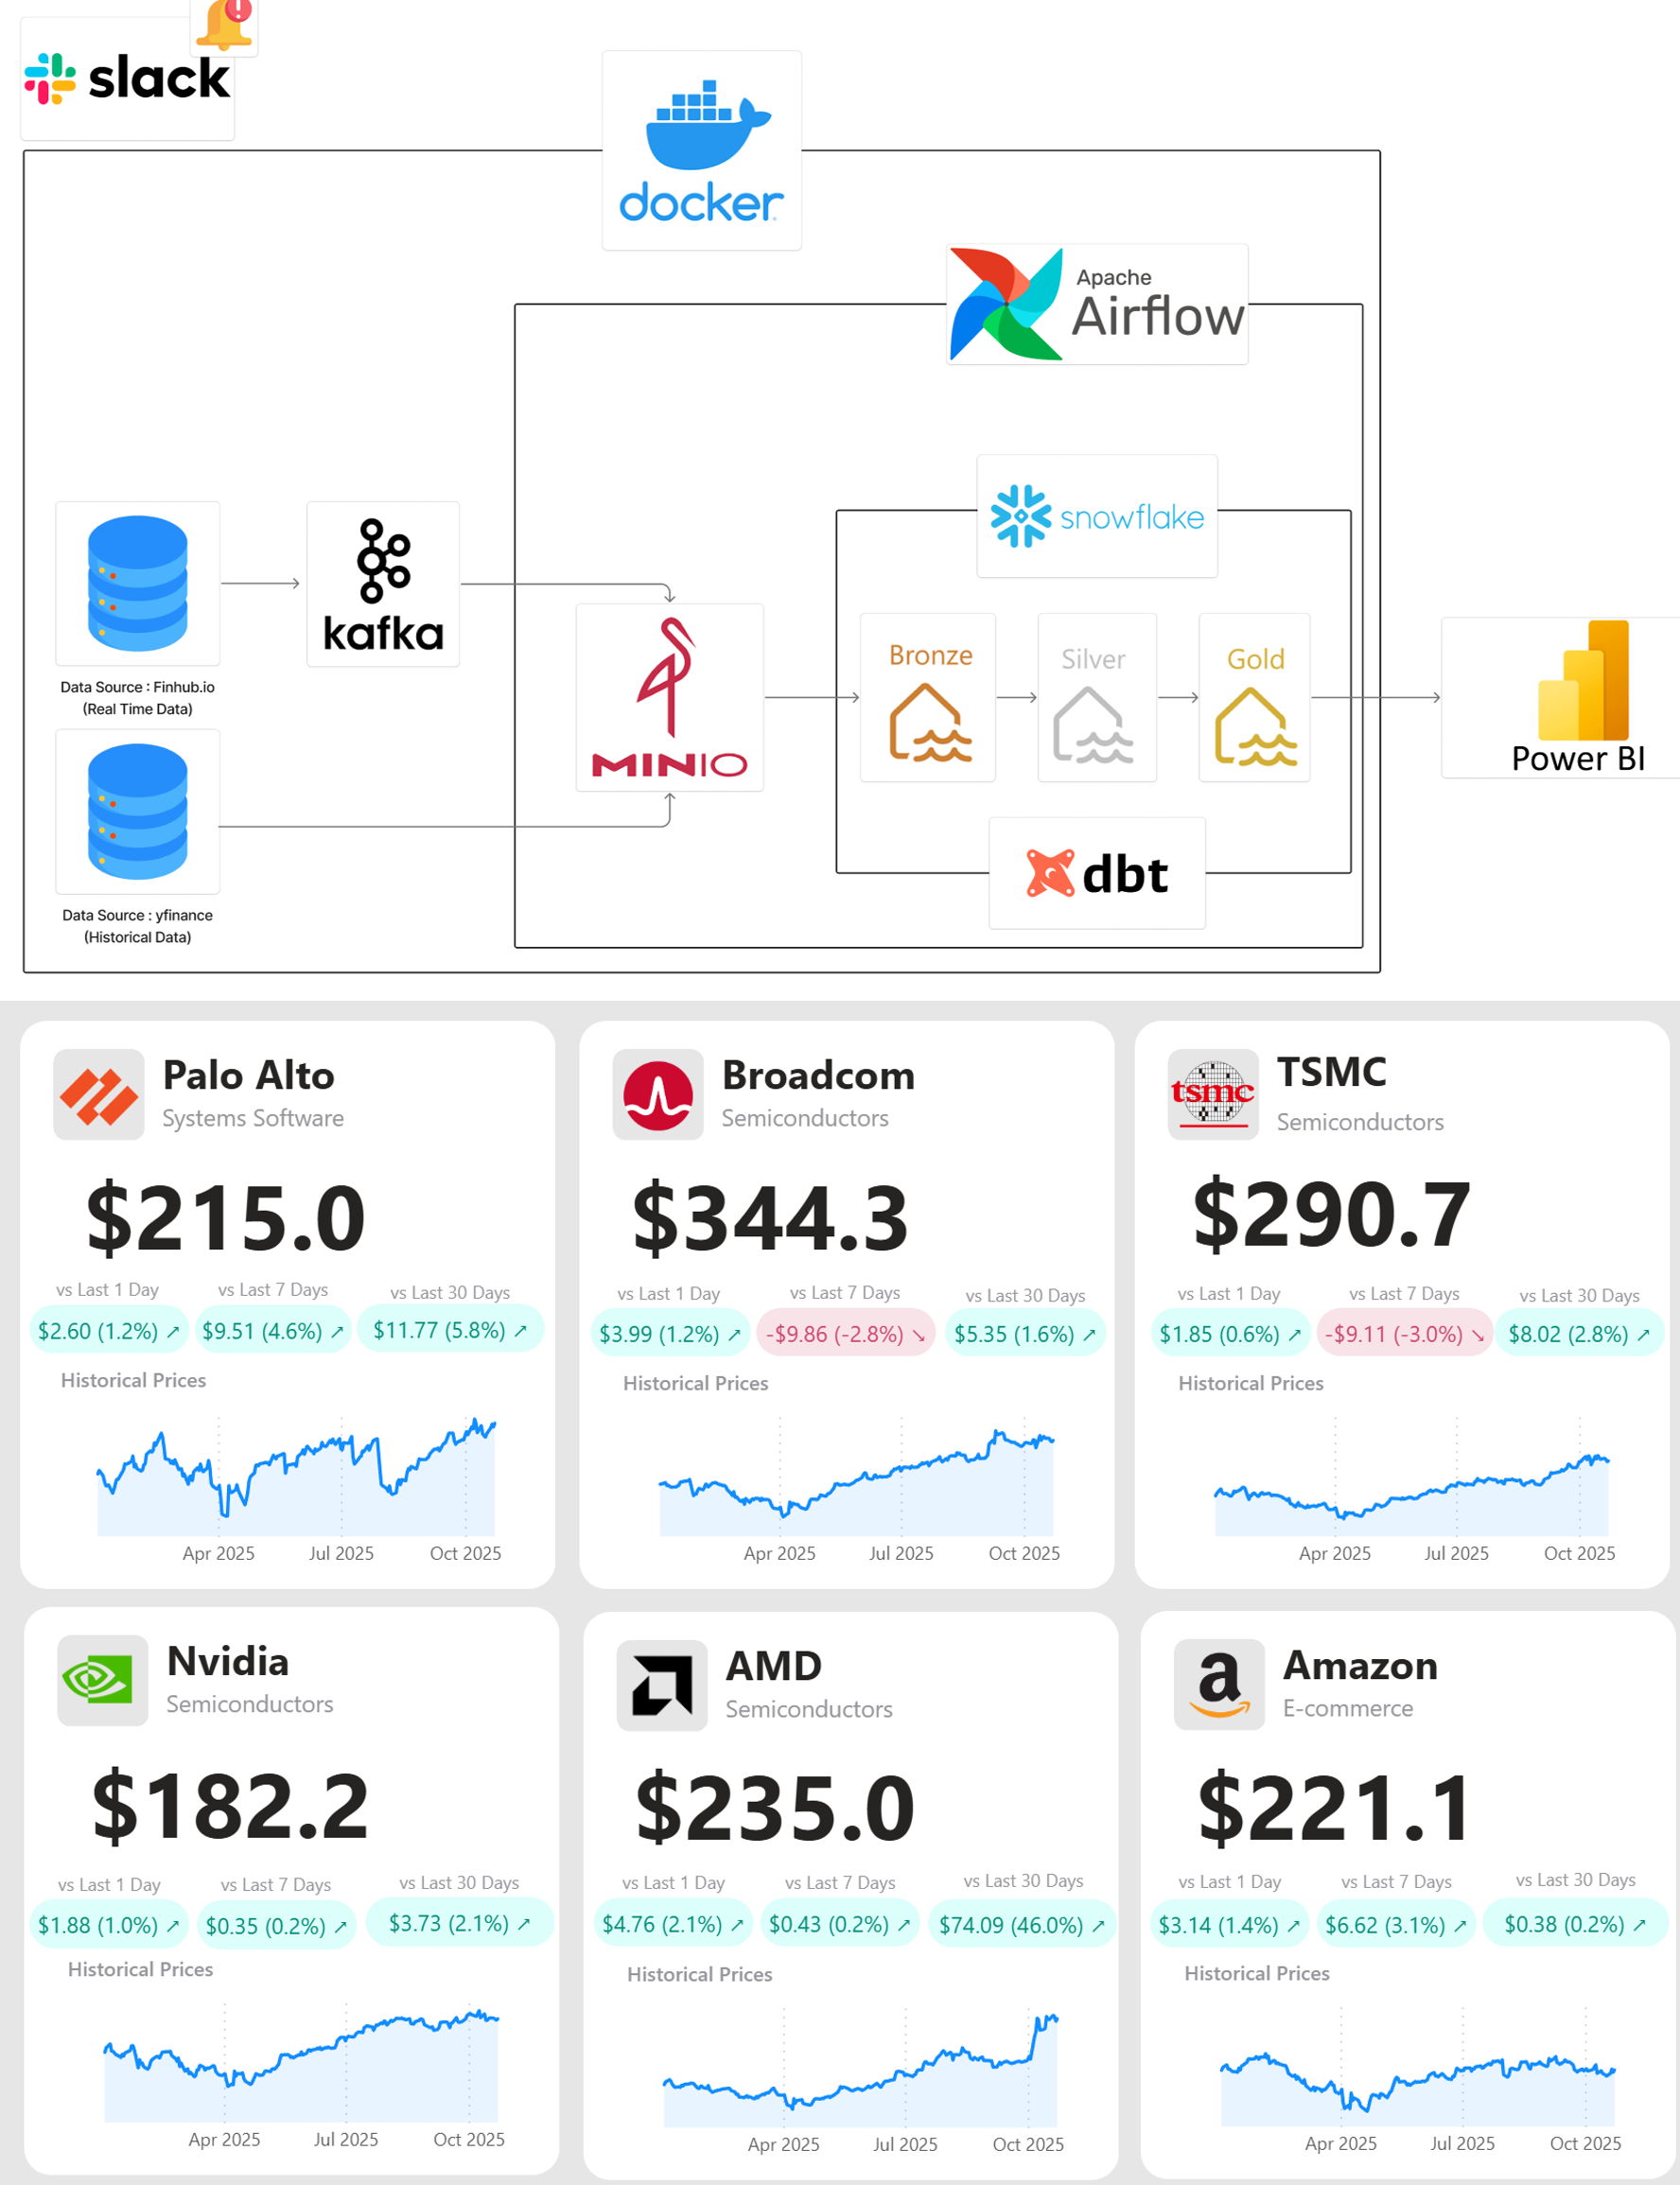 slack
docker
Apache
Airflow
snowflake
kafka
Data Source : Finhub.io
(Real Time Data)
MINIO
Bronze
Silver
Gold
Power BI
dbt
Data Source : yfinance
(Historical Data)
Palo Alto
Systems Software
$215.0
vs Last 1 Day
vs Last 7 Days
vs Last 30 Days
$2.60 (1.2%) ↗
$9.51 (4.6%) ↗
$11.77 (5.8%) ↗
Historical Prices
Apr 2025
Jul 2025
Oct 2025
Broadcom
Semiconductors
$344.3
vs Last 1 Day
vs Last 7 Days
vs Last 30 Days
$3.99 (1.2%) ↗
-$9.86 (-2.8%) ↘
$5.35 (1.6%) ↗
Historical Prices
Apr 2025
Jul 2025
Oct 2025
tsmc
TSMC
Semiconductors
$290.7
vs Last 1 Day
vs Last 7 Days
vs Last 30 Days
$1.85 (0.6%) ↗
-$9.11 (-3.0%) ↘
$8.02 (2.8%) ↗
Historical Prices
Apr 2025
Jul 2025
Oct 2025
Nvidia
Semiconductors
$182.2
vs Last 1 Day
vs Last 7 Days
vs Last 30 Days
$1.88 (1.0%) ↗
$0.35 (0.2%) ↗
$3.73 (2.1%) ↗
Historical Prices
Apr 2025
Jul 2025
Oct 2025
AMD
Semiconductors
$235.0
vs Last 1 Day
vs Last 7 Days
vs Last 30 Days
$4.76 (2.1%) ↗
$0.43 (0.2%) ↗
$74.09 (46.0%) ↗
Historical Prices
Apr 2025
Jul 2025
Oct 2025
a
Amazon
E-commerce
$221.1
vs Last 1 Day
vs Last 7 Days
vs Last 30 Days
$3.14 (1.4%) ↗
$6.62 (3.1%) ↗
$0.38 (0.2%) ↗
Historical Prices
Apr 2025
Jul 2025
Oct 2025